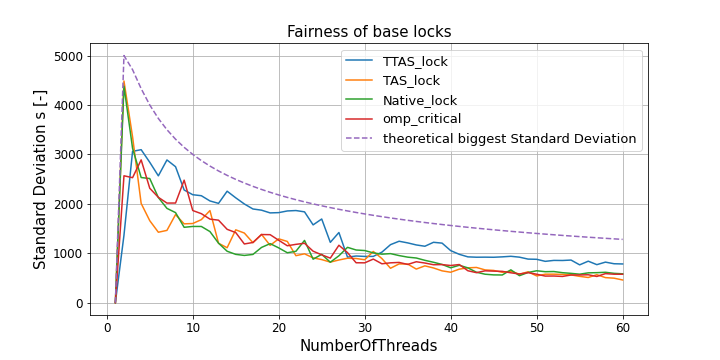 Fairness of base locks
Standard Deviation s [-]
5000
4000
3000
2000
1000
0
TTAS_lock
TAS_lock
Native_lock
omp_critical
theoretical biggest Standard Deviation
0 10 20 30 40 50 60
NumberOfThreads